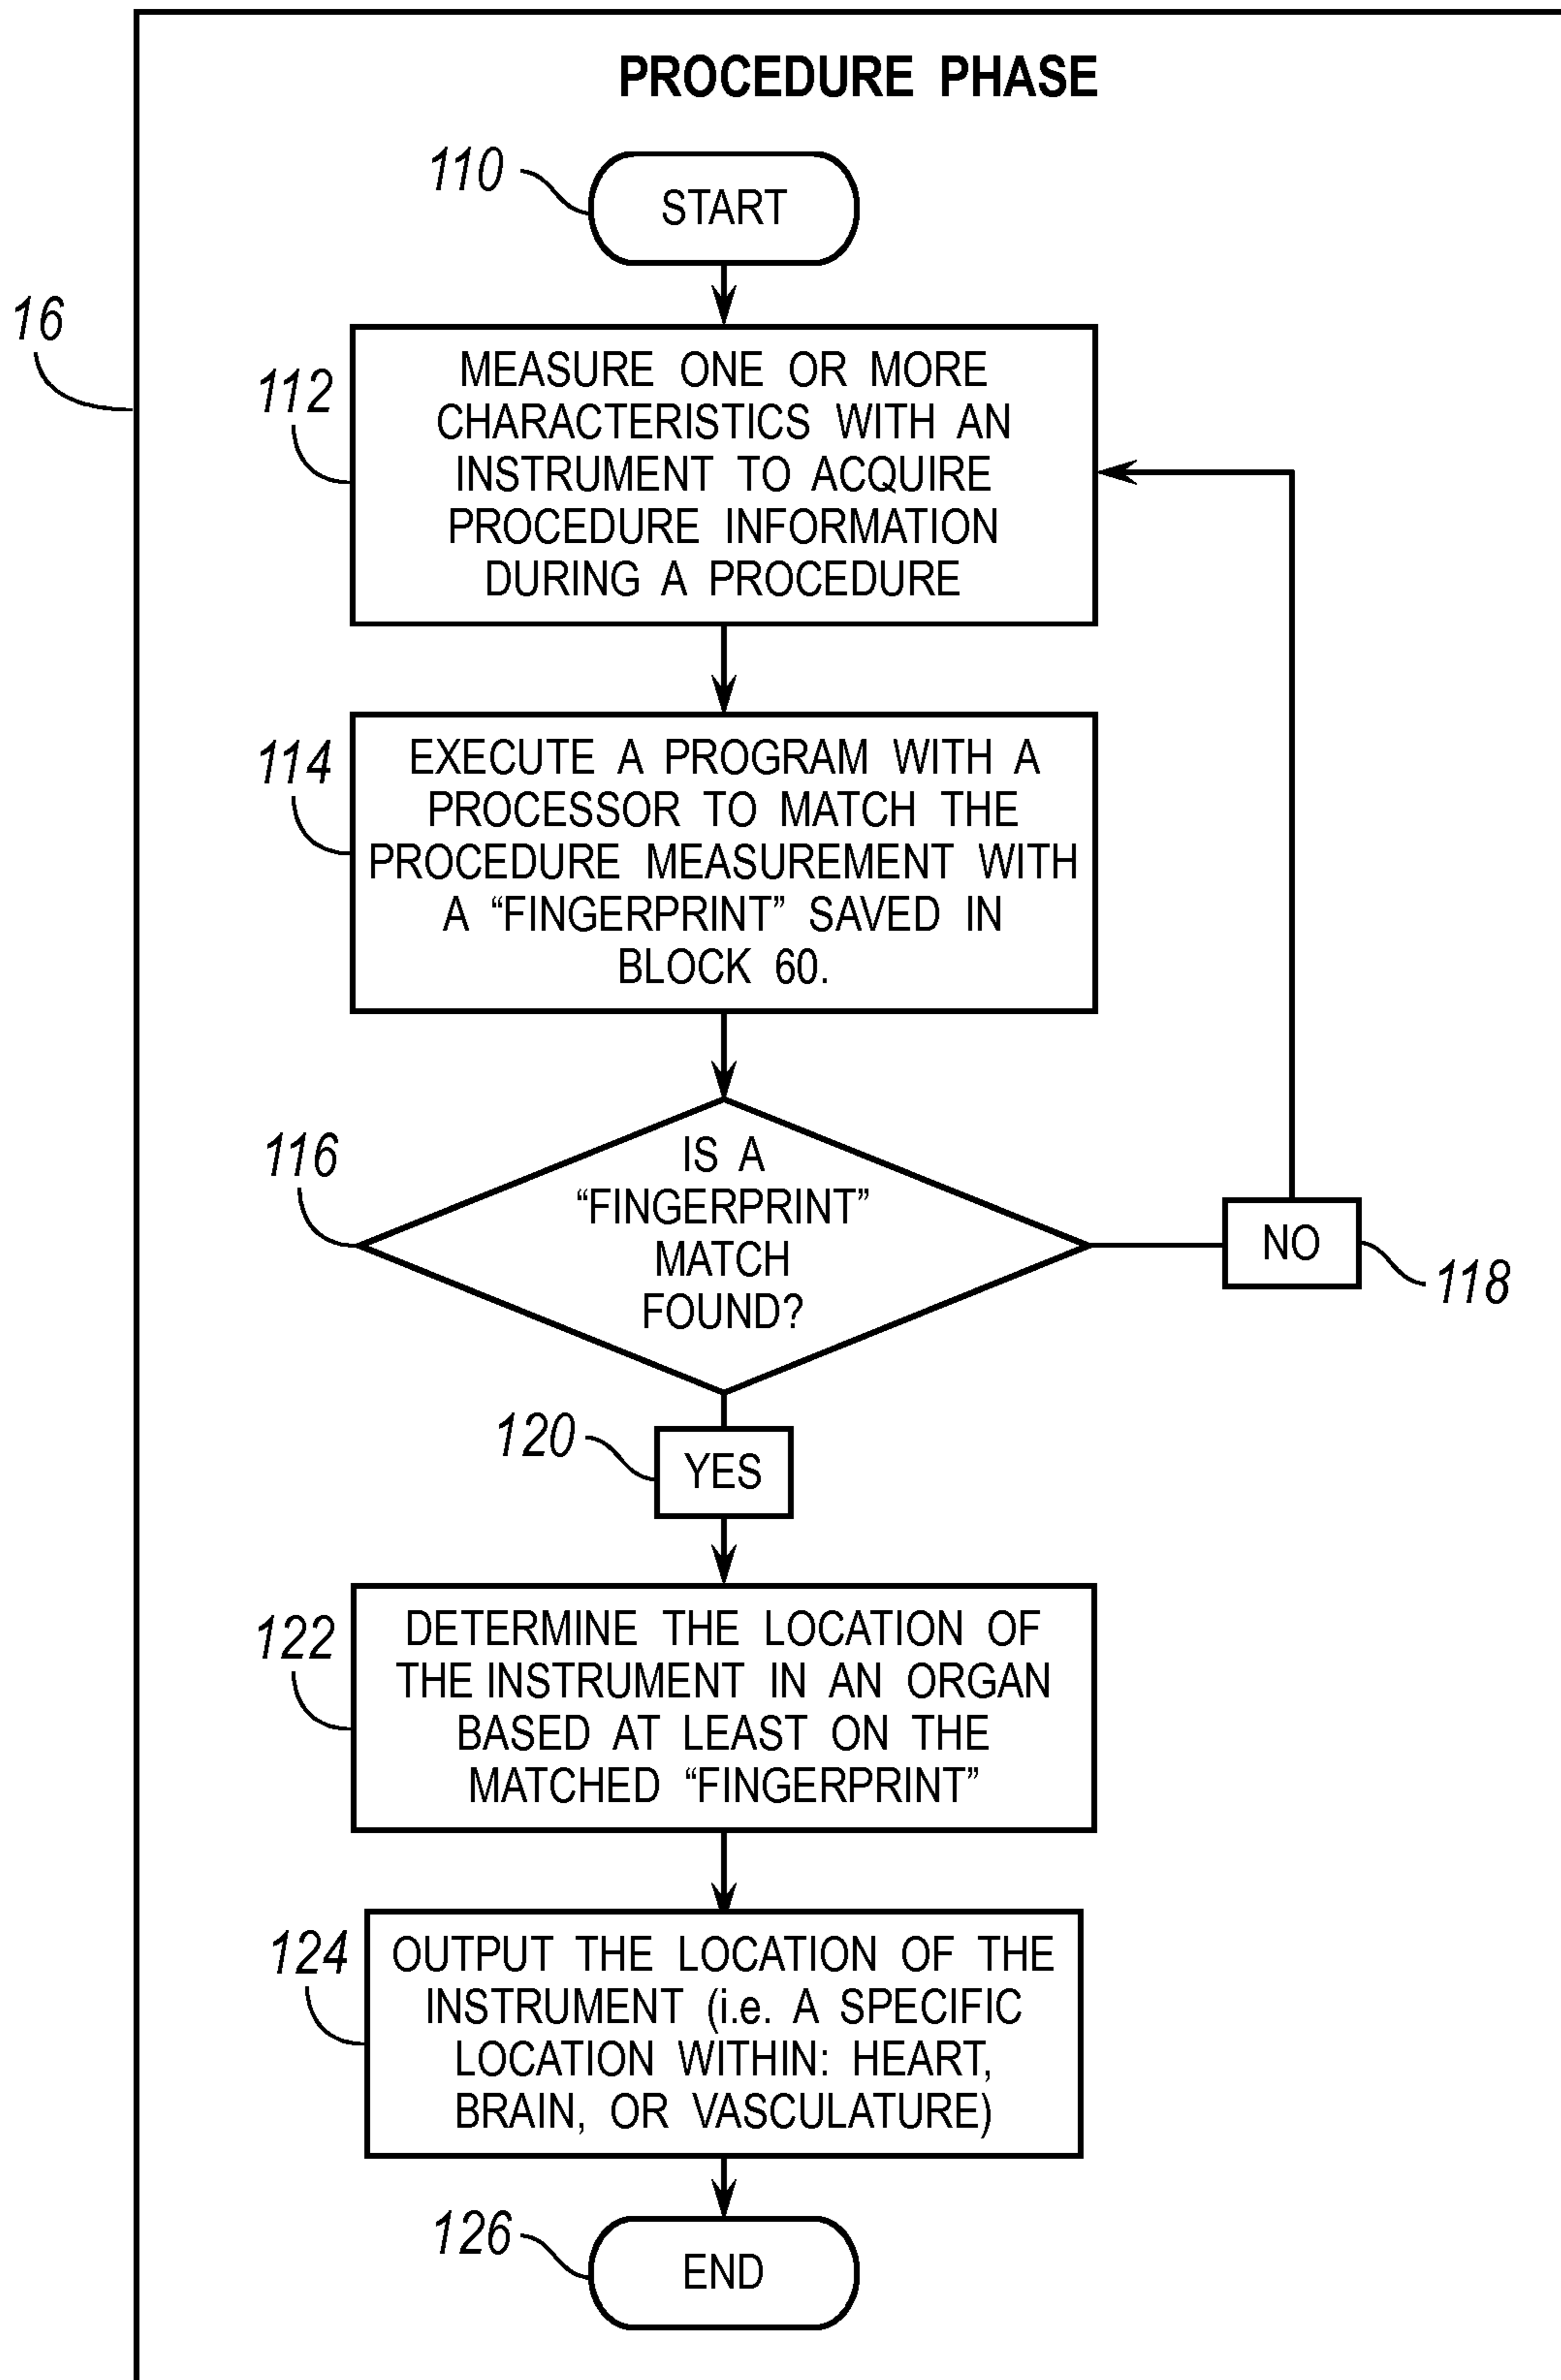 PROCEDURE PHASE
110
START
16
112
MEASURE ONE OR MORE
CHARACTERISTICS WITH AN
INSTRUMENT TO ACQUIRE
PROCEDURE INFORMATION
DURING A PROCEDURE
114
EXECUTE A PROGRAM WITH A
PROCESSOR TO MATCH THE
PROCEDURE MEASUREMENT WITH
A “FINGERPRINT” SAVED IN
BLOCK 60.
116
IS A
“FINGERPRINT”
MATCH
FOUND?
NO
118
120
YES
122
DETERMINE THE LOCATION OF
THE INSTRUMENT IN AN ORGAN
BASED AT LEAST ON THE
MATCHED “FINGERPRINT”
124
OUTPUT THE LOCATION OF THE
INSTRUMENT (i.e. A SPECIFIC
LOCATION WITHIN: HEART,
BRAIN, OR VASCULATURE)
126
END